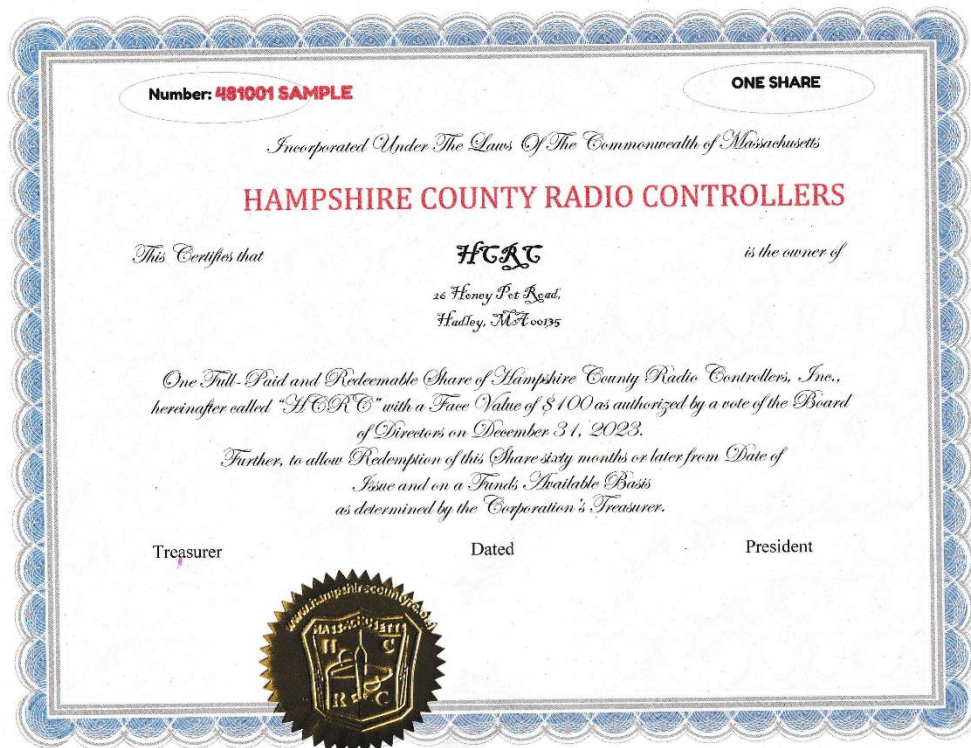 Number: 481001 SAMPLE
ONE SHARE
Incorporated Under The Laws Of The Commonwealth of Massachusetts
HAMPSHIRE COUNTY RADIO CONTROLLERS
This Certifies that HCRC is the owner of
26 Honey Pot Road,
Hadley, MA 00135
One Full-Paid and Redeemable Share of Hampshire County Radio Controllers, Inc.,
hereinafter called "HCRC" with a Face Value of $100 as authorized by a vote of the Board
of Directors on December 31, 2023.
Further, to allow Redemption of this Share sixty months or later from Date of
Issue and on a Funds Available Basis
as determined by the Corporation's Treasurer.
Treasurer Dated President
www.hampshirecountyrc.org
MASSACHUSETTS
H C
R C